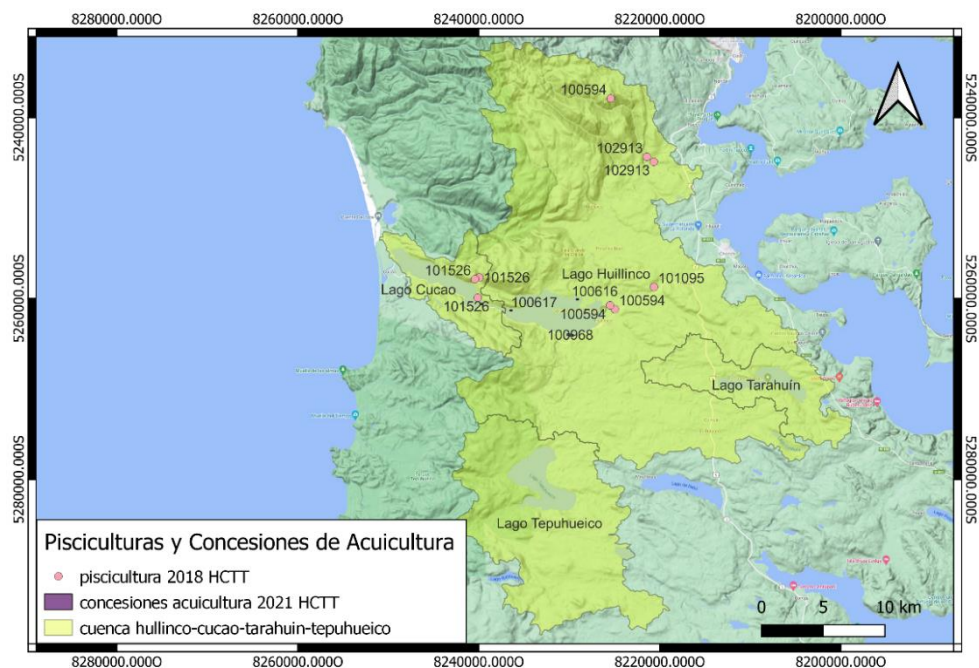 8280000.000O 8260000.000O 8240000.000O 8220000.000O 8200000.000O
5240000.000S 5240000.000S
100594
102913
102913
101526 101526 Lago Huillinco 101095
Lago Cucao 100616
101526 100617 100594
100594
100968
5260000.000S 5260000.000S
Lago Tarahuín
5280000.000S 5280000.000S
Lago Tepuhueico
Pisciculturas y Concesiones de Acuicultura
piscicultura 2018 HCTT
concesiones acuicultura 2021 HCTT
cuenca hullinco-cucao-tarahuin-tepuhueico
0 5 10 km
8280000.000O 8260000.000O 8240000.000O 8220000.000O 8200000.000O